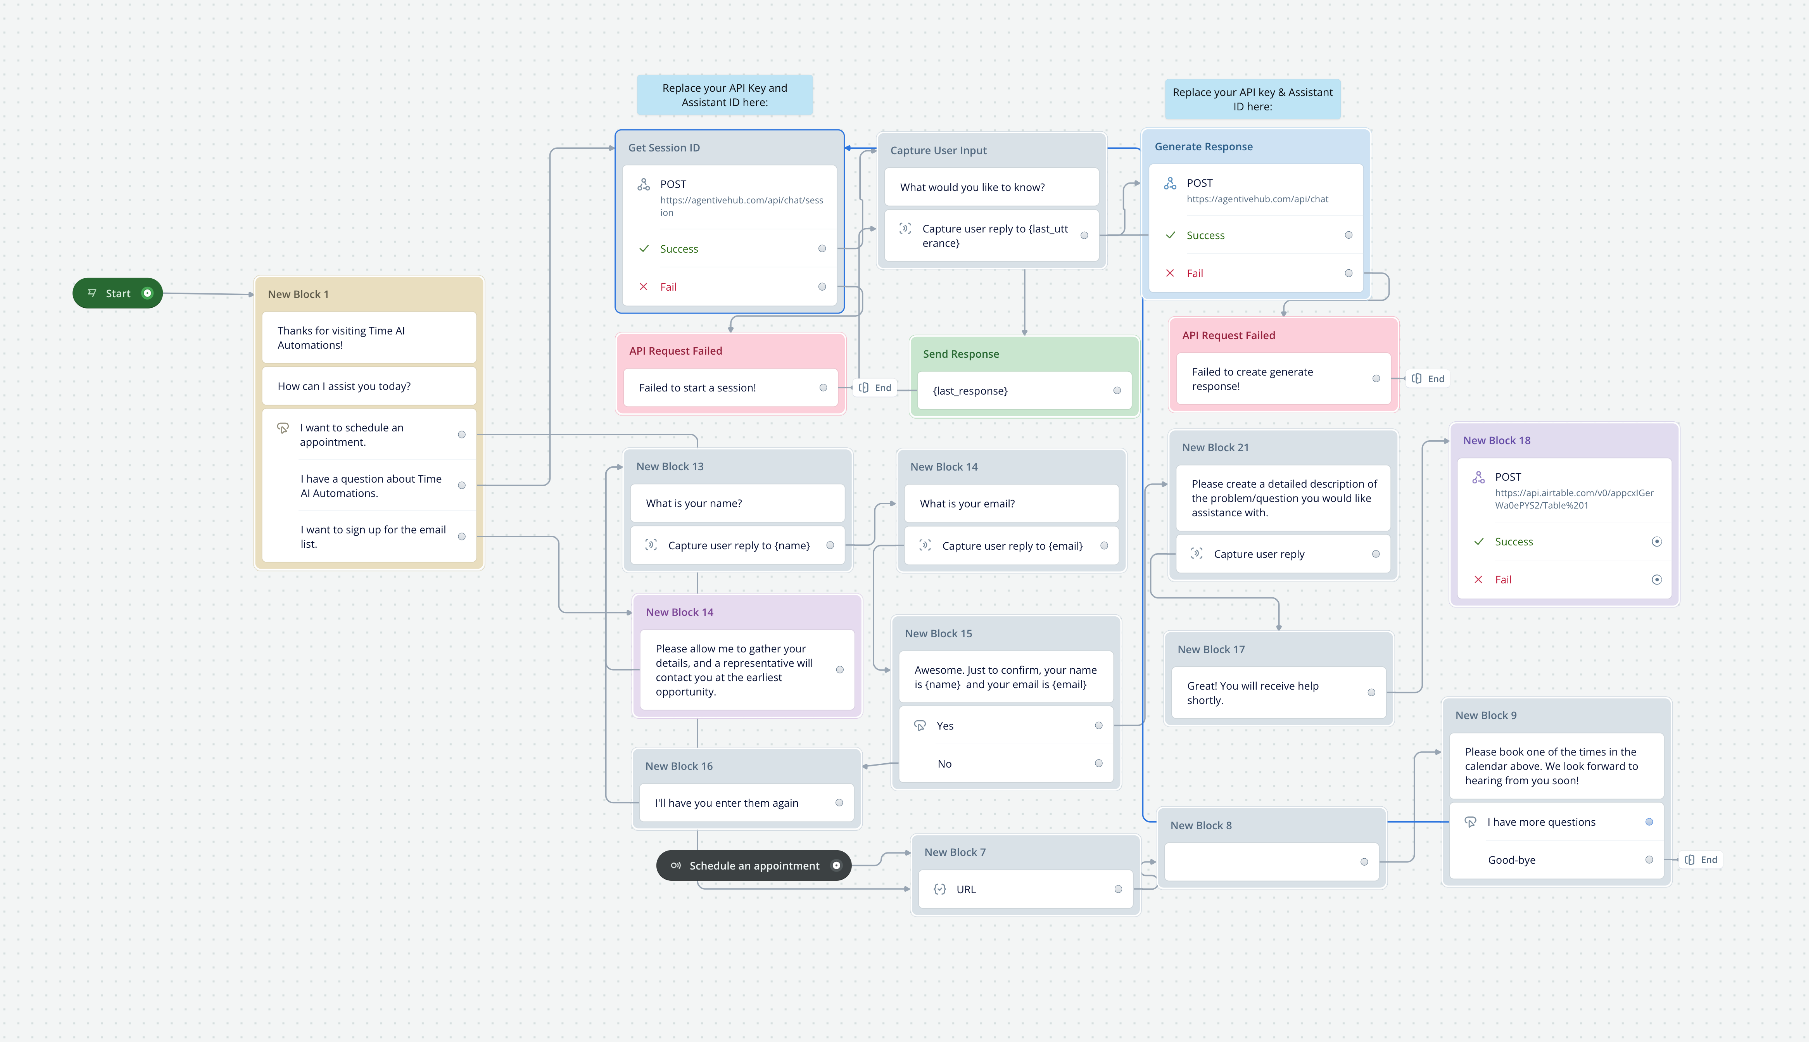 Replace your API Key and
Assistant ID here:
Replace your API key & Assistant
ID here:
Start
New Block 1
Thanks for visiting Time AI
Automations!
How can I assist you today?
I want to schedule an
appointment.
I have a question about Time
AI Automations.
I want to sign up for the email
list.
Get Session ID
POST
https://agentivehub.com/api/chat/sess
ion
Success
Fail
API Request Failed
Failed to start a session!
End
Capture User Input
What would you like to know?
Capture user reply to {last_utt
erance}
Send Response
{last_response}
Generate Response
POST
https://agentivehub.com/api/chat
Success
Fail
API Request Failed
Failed to create generate
response!
End
New Block 13
What is your name?
Capture user reply to {name}
New Block 14
What is your email?
Capture user reply to {email}
New Block 21
Please create a detailed description of
the problem/question you would like
assistance with.
Capture user reply
New Block 18
POST
https://api.airtable.com/v0/appcxIGer
Wa0ePYS2/Table%201
Success
Fail
New Block 14
Please allow me to gather your
details, and a representative will
contact you at the earliest
opportunity.
New Block 15
Awesome. Just to confirm, your name
is {name} and your email is {email}
Yes
No
New Block 17
Great! You will receive help
shortly.
New Block 16
I'll have you enter them again
New Block 9
Please book one of the times in the
calendar above. We look forward to
hearing from you soon!
I have more questions
Good-bye
End
Schedule an appointment
New Block 7
URL
New Block 8